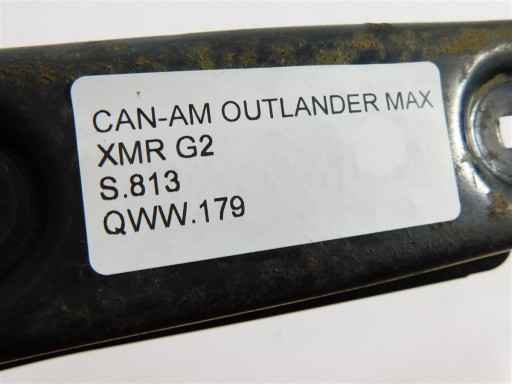 CAN-AM OUTLANDER MAX
XMR G2
S.813
QWW.179